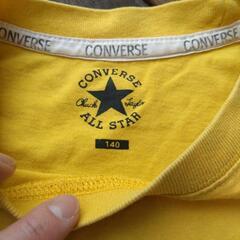 CONVERSE CONVERSE CONVERSE
CONVERSE
Chuck Taylor
ALL STAR
140